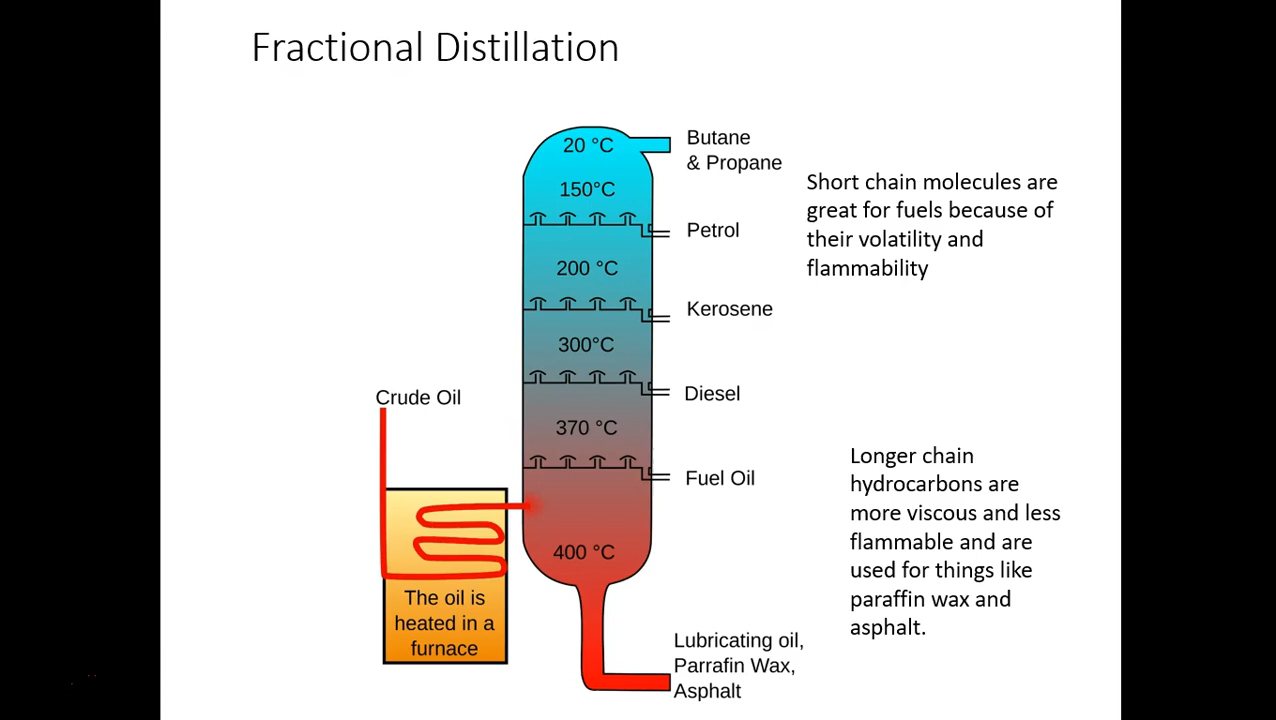 Fractional Distillation
20 °C
Butane
& Propane
150°C
Short chain molecules are
great for fuels because of
their volatility and
flammability
Petrol
200 °C
Kerosene
300°C
Diesel
Crude Oil
370 °C
Fuel Oil
Longer chain
hydrocarbons are
more viscous and less
flammable and are
used for things like
paraffin wax and
asphalt.
400 °C
The oil is
heated in a
furnace
Lubricating oil,
Parrafin Wax,
Asphalt